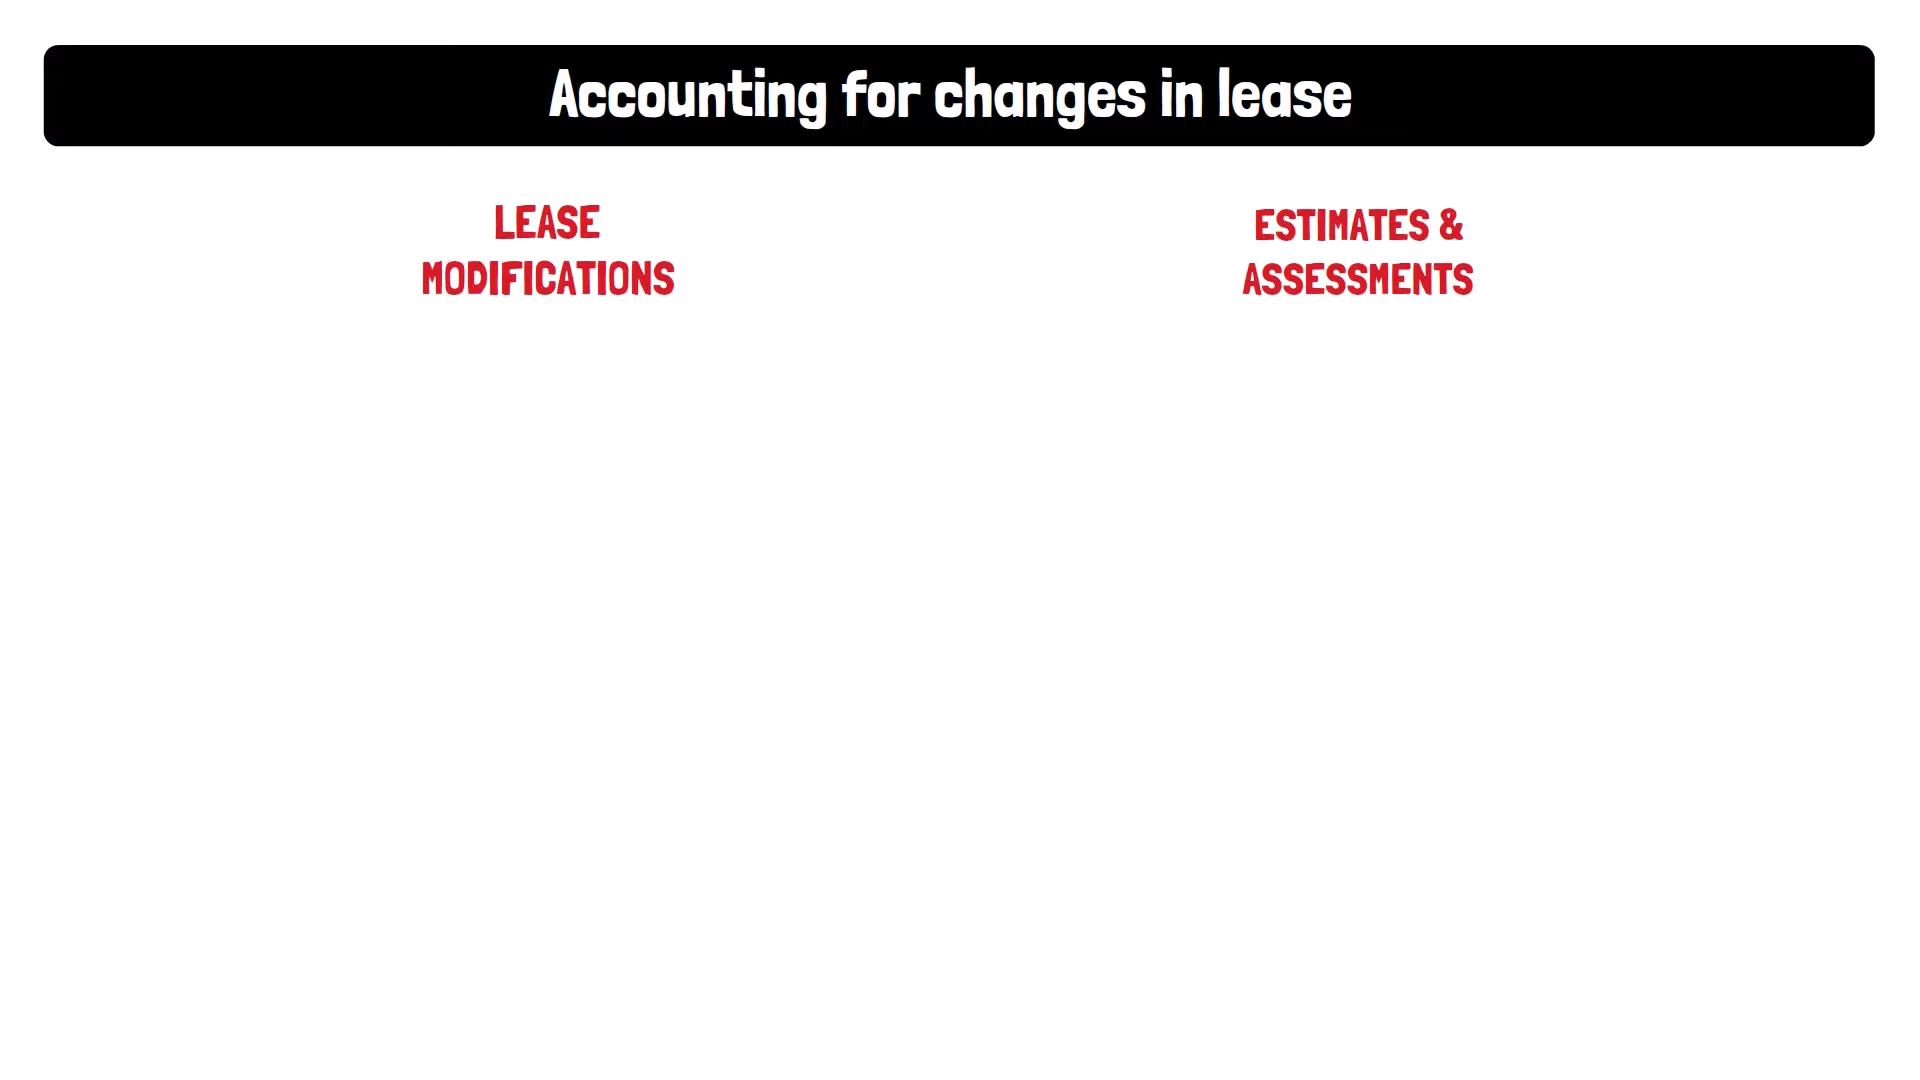 Accounting for changes in lease
LEASE
MODIFICATIONS
ESTIMATES &
ASSESSMENTS